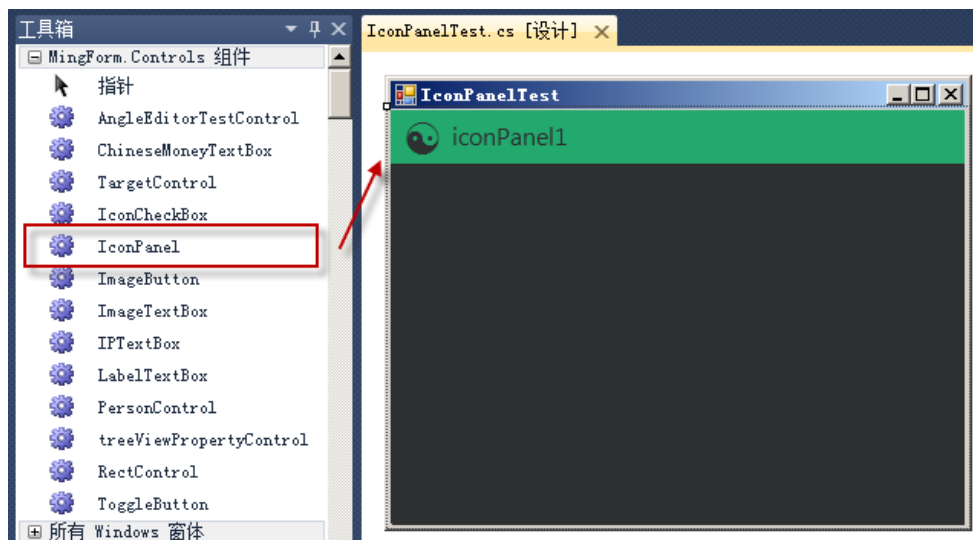 工具箱
MingForm.Controls 组件
指针
AngleEditorTestControl
ChineseMoneyTextBox
TargetControl
IconCheckBox
IconPanel
ImageButton
ImageTextBox
IPTextBox
LabelTextBox
PersonControl
treeViewPropertyControl
RectControl
ToggleButton
所有 Windows 窗体
IconPanelTest.cs [设计]
IconPanelTest
iconPanel1